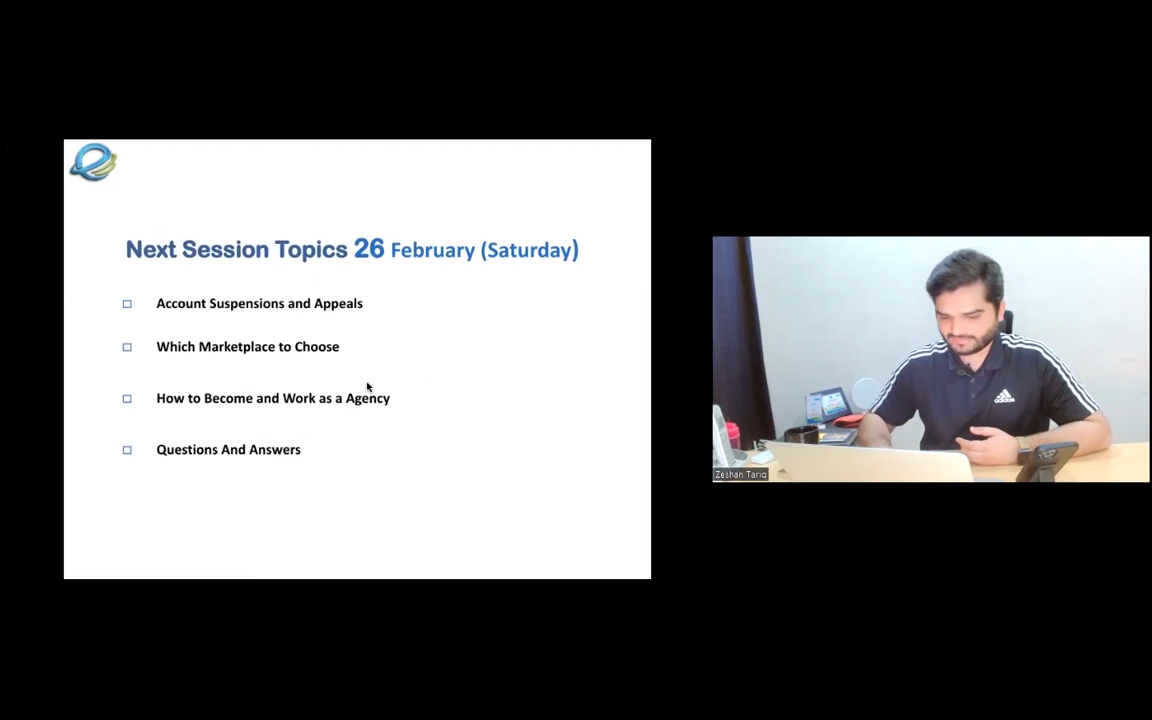 Next Session Topics 26 February (Saturday)
Account Suspensions and Appeals
Which Marketplace to Choose
How to Become and Work as a Agency
Questions And Answers
adidas
Zeshan Tariq